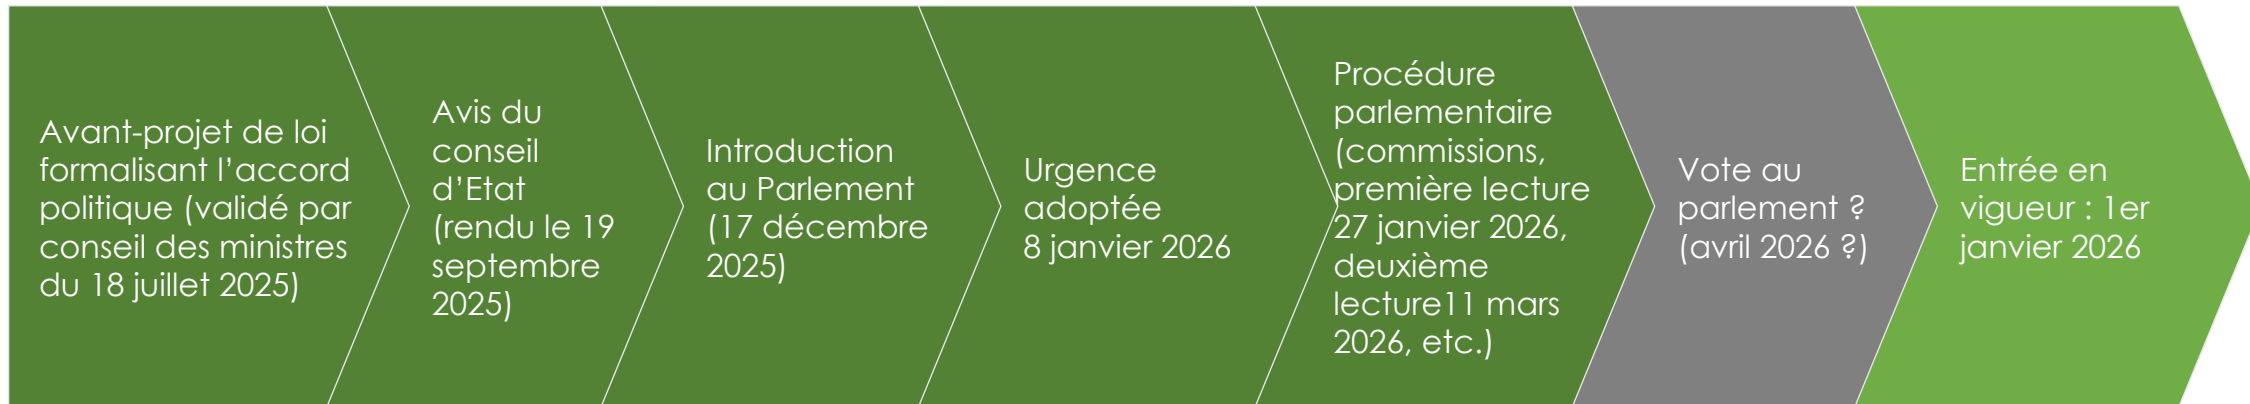 Avant-projet de loi
formalisant l’accord
politique (validé par
conseil des ministres
du 18 juillet 2025)
Avis du
conseil
d’Etat
(rendu le 19
septembre
2025)
Introduction
au Parlement
(17 décembre
2025)
Urgence
adoptée
8 janvier 2026
Procédure
parlementaire
(commissions,
première lecture
27 janvier 2026,
deuxième
lecture11 mars
2026, etc.)
Vote au
parlement ?
(avril 2026 ?)
Entrée en
vigueur : 1er
janvier 2026